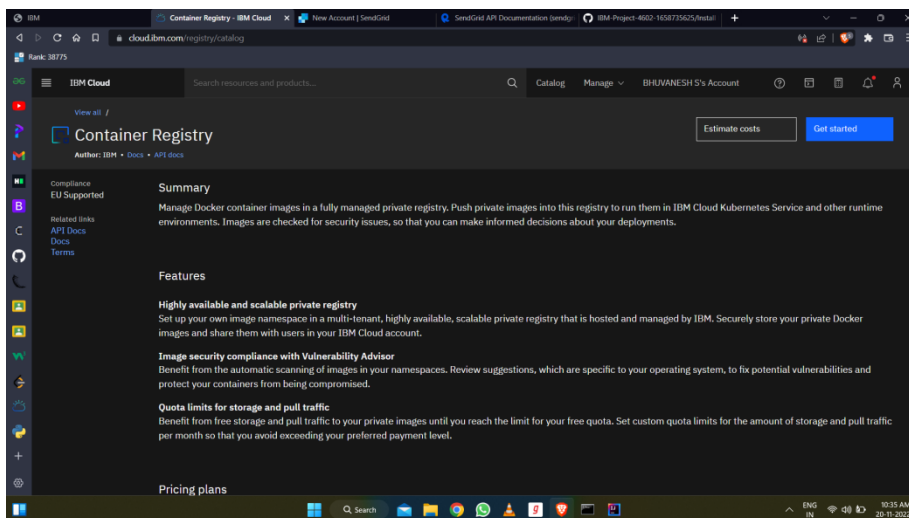 IBM
Container Registry - IBM Cloud
New Account | SendGrid
SendGrid API Documentation (sendgr
IBM-Project-4602-1658735625/Install
cloud.ibm.com/registry/catalog
Rank: 38775
IBM Cloud
Search resources and products...
Catalog
Manage
BHUVANESH S's Account
View all /
Container Registry
Author: IBM • Docs • API docs
Estimate costs
Get started
Compliance
EU Supported
Related links
API Docs
Docs
Terms
Summary
Manage Docker container images in a fully managed private registry. Push private images into this registry to run them in IBM Cloud Kubernetes Service and other runtime
environments. Images are checked for security issues, so that you can make informed decisions about your deployments.
Features
Highly available and scalable private registry
Set up your own image namespace in a multi-tenant, highly available, scalable private registry that is hosted and managed by IBM. Securely store your private Docker
images and share them with users in your IBM Cloud account.
Image security compliance with Vulnerability Advisor
Benefit from the automatic scanning of images in your namespaces. Review suggestions, which are specific to your operating system, to fix potential vulnerabilities and
protect your containers from being compromised.
Quota limits for storage and pull traffic
Benefit from free storage and pull traffic to your private images until you reach the limit for your free quota. Set custom quota limits for the amount of storage and pull traffic
per month so that you avoid exceeding your preferred payment level.
Pricing plans
Search
ENG
IN
10:35 AM
20-11-2022